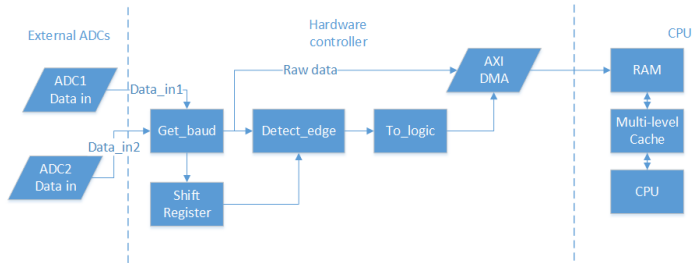 External ADCs
Hardware
controller
CPU
ADC1
Data in
Data_in1
Raw data
AXI
DMA
RAM
ADC2
Data in
Data_in2
Get_baud
Detect_edge
To_logic
Multi-level
Cache
Shift
Register
CPU